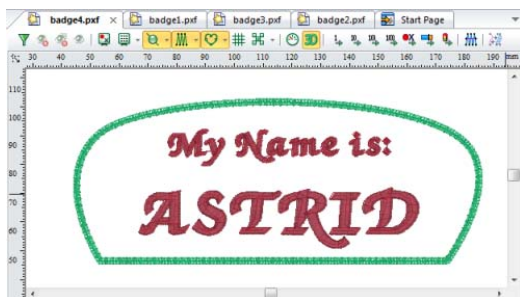 badge4.pxf badge1.pxf badge3.pxf badge2.pxf Start Page
3D
30 40 50 60 70 80 90 100 110 120 130 140 150 160 170 180 190 mm
110
100
90
80
70
60
50
My Name is:
ASTRID